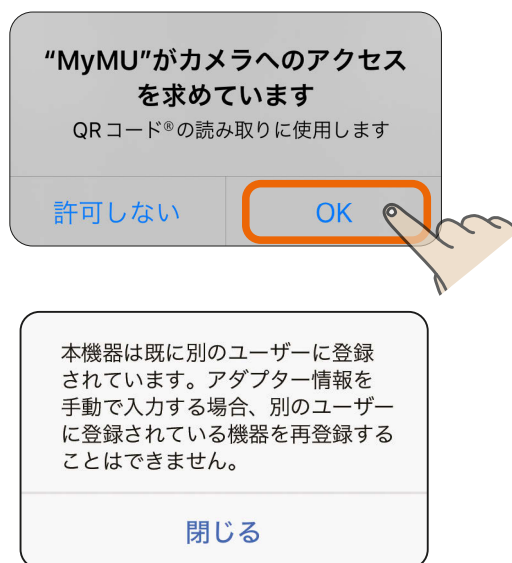 “MyMU”がカメラへのアクセス
を求めています
QRコード®の読み取りに使用します
許可しない
OK
本機器は既に別のユーザーに登録
されています。アダプター情報を
手動で入力する場合、別のユーザー
に登録されている機器を再登録する
ことはできません。
閉じる